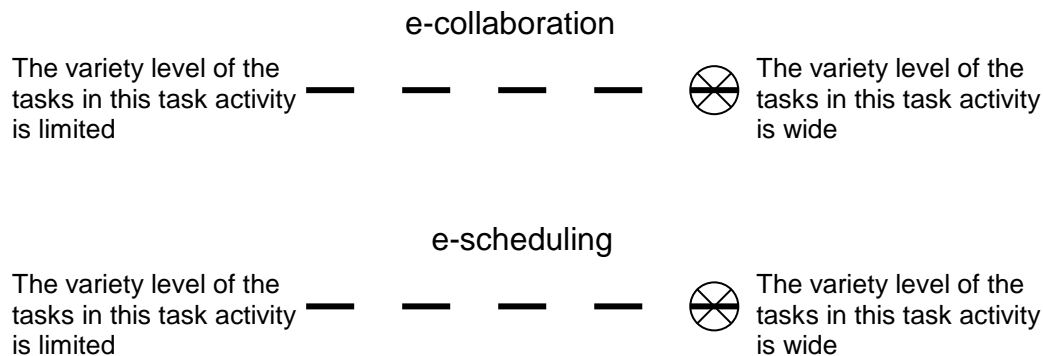 e-collaboration
The variety level of the
tasks in this task activity
is limited
The variety level of the
tasks in this task activity
is wide
e-scheduling
The variety level of the
tasks in this task activity
is limited
The variety level of the
tasks in this task activity
is wide